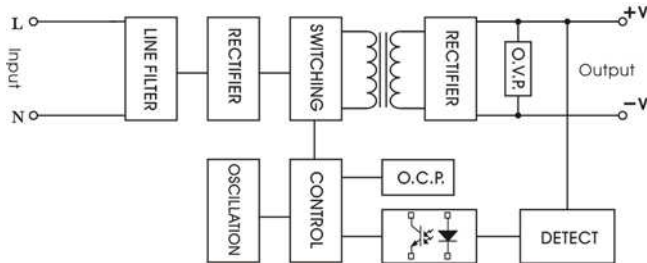 L
Input
N
LINE FILTER
RECTIFIER
SWITCHING
RECTIFIER
O.V.P.
+V
Output
-V
OSCILLATION
CONTROL
O.C.P.
DETECT